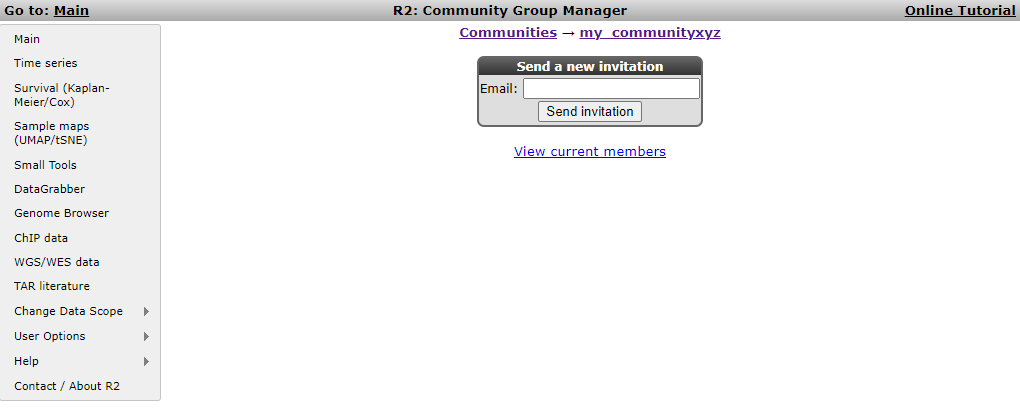 Go to: Main
R2: Community Group Manager
Online Tutorial
Communities → my_communityxyz
Main
Time series
Survival (Kaplan-
Meier/Cox)
Sample maps
(UMAP/tSNE)
Small Tools
DataGrabber
Genome Browser
ChIP data
WGS/WES data
TAR literature
Change Data Scope
User Options
Help
Contact / About R2
Send a new invitation
Email:
Send invitation
View current members